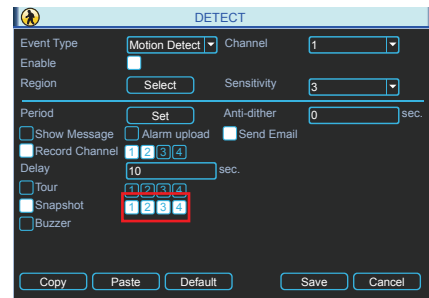 DETECT
Event Type Motion Detect Channel 1
Enable
Region Select Sensitivity 3
Period Set Anti-dither 0 sec.
Show Message Alarm upload Send Email
Record Channel 1 2 3 4
Delay 10 sec.
Tour 1 2 3 4
Snapshot 1 2 3 4
Buzzer
Copy Paste Default Save Cancel